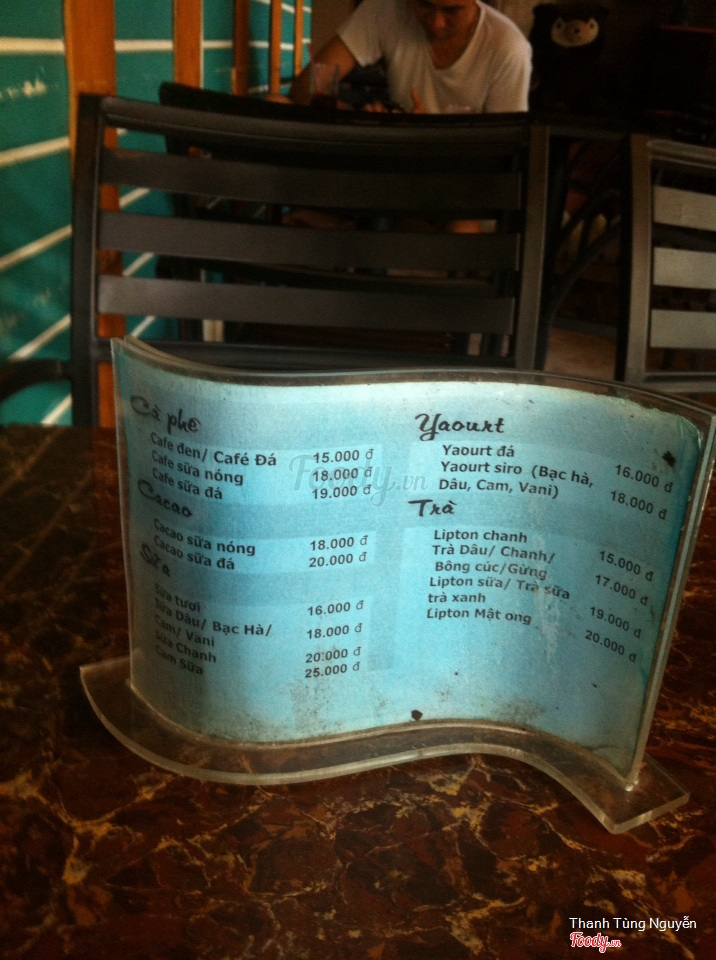 Cà phê
Cafe đen/ Café Đá 15.000 đ
Cafe sữa nóng 18.000 đ
Cafe sữa đá 19.000 đ
Cacao
Cacao sữa nóng 18.000 đ
Cacao sữa đá 20.000 đ
Sữa
Sữa tươi 16.000 đ
Sữa Dâu/ Bạc Hà/ 18.000 đ
Cam/ Vani
Sữa Chanh 20.000 đ
Cam Sữa 25.000 đ
Yaourt
Yaourt đá 16.000 đ
Yaourt siro (Bạc hà,
Dâu, Cam, Vani) 18.000 đ
Trà
Lipton chanh 15.000 đ
Trà Dâu/ Chanh/
Bông cúc/Gừng 17.000 đ
Lipton sữa/ Trà sữa
trà xanh 19.000 đ
Lipton Mật ong 20.000 đ
Foody.vn
Thanh Tùng Nguyễn
Foody.vn